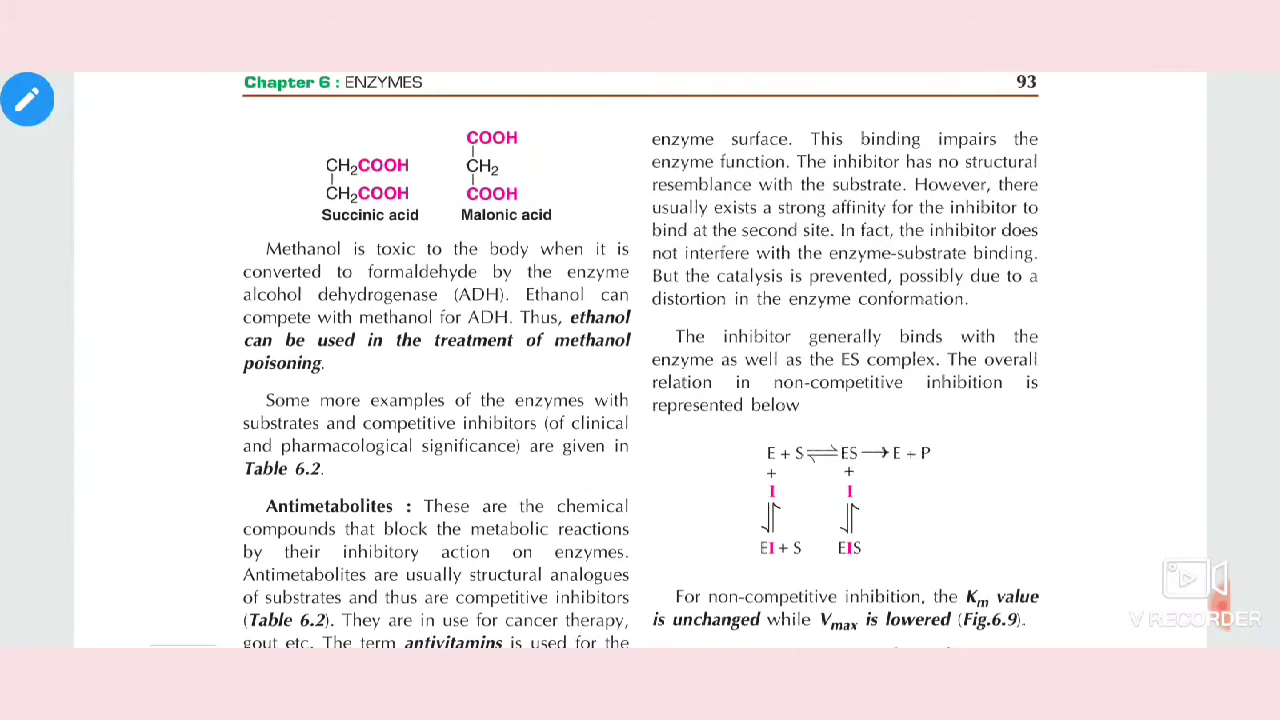 Chapter 6 : ENZYMES
93
COOH
CH2COOH
CH2
CH2COOH
COOH
Succinic acid
Malonic acid
Methanol is toxic to the body when it is
converted to formaldehyde by the enzyme
alcohol dehydrogenase (ADH). Ethanol can
compete with methanol for ADH. Thus, ethanol
can be used in the treatment of methanol
poisoning.
Some more examples of the enzymes with
substrates and competitive inhibitors (of clinical
and pharmacological significance) are given in
Table 6.2.
Antimetabolites : These are the chemical
compounds that block the metabolic reactions
by their inhibitory action on enzymes.
Antimetabolites are usually structural analogues
of substrates and thus are competitive inhibitors
(Table 6.2). They are in use for cancer therapy,
gout etc. The term antivitamins is used for the
enzyme surface. This binding impairs the
enzyme function. The inhibitor has no structural
resemblance with the substrate. However, there
usually exists a strong affinity for the inhibitor to
bind at the second site. In fact, the inhibitor does
not interfere with the enzyme-substrate binding.
But the catalysis is prevented, possibly due to a
distortion in the enzyme conformation.
The inhibitor generally binds with the
enzyme as well as the ES complex. The overall
relation in non-competitive inhibition is
represented below
E + S ⇌ ES → E + P
+ +
I I
EI + S EIS
For non-competitive inhibition, the Km value
is unchanged while Vmax is lowered (Fig.6.9).
V RECORDER